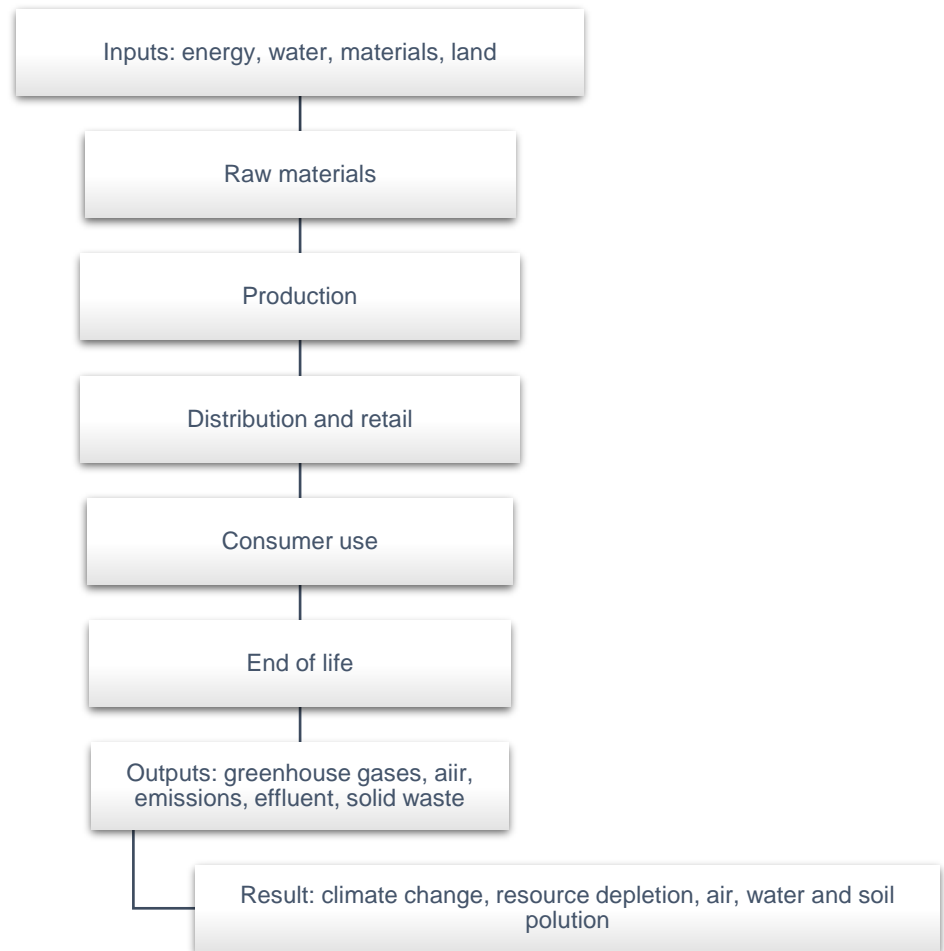 Inputs: energy, water, materials, land
Raw materials
Production
Distribution and retail
Consumer use
End of life
Outputs: greenhouse gases, aiir,
emissions, effluent, solid waste
Result: climate change, resource depletion, air, water and soil
polution